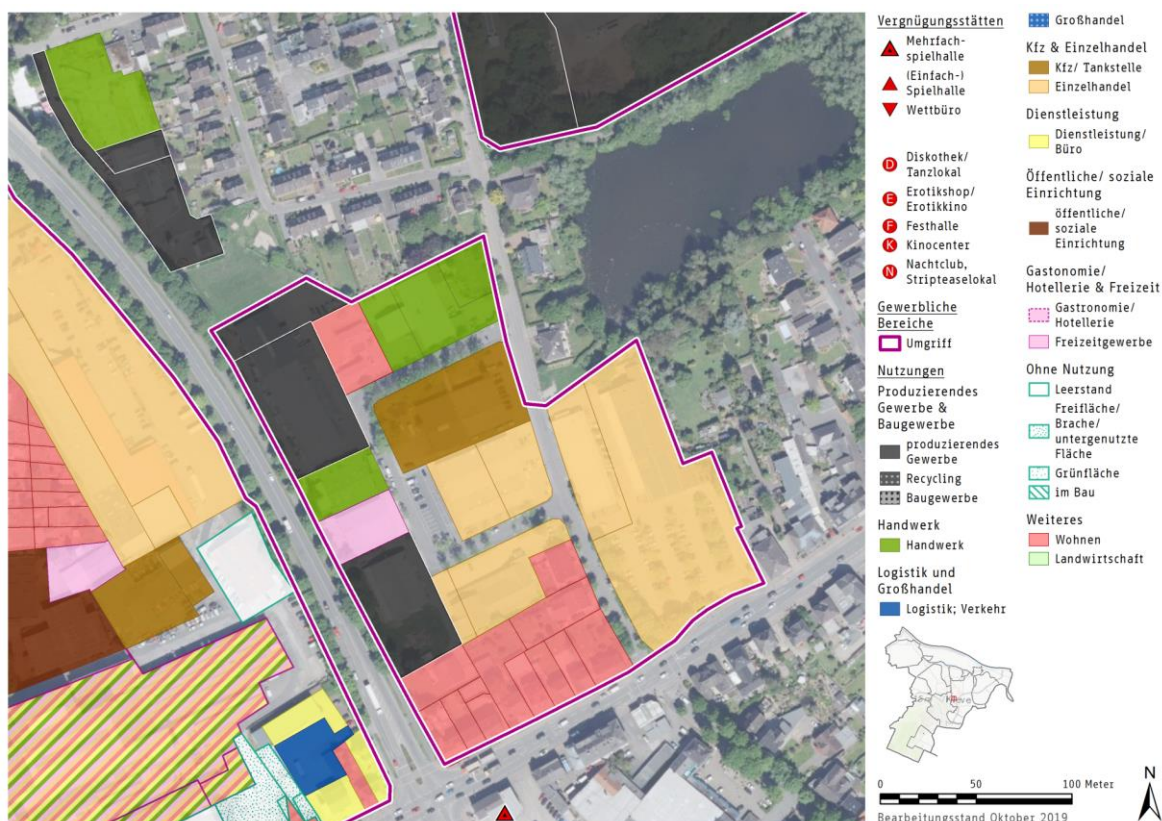 Vergnügungsstätten
Mehrfach-
spielhalle
(Einfach-)
Spielhalle
Wettbüro
D
Diskothek/
Tanzlokal
E
Erotikshop/
Erotikkino
F
Festhalle
K
Kinocenter
N
Nachtclub,
Stripteaselokal
Gewerbliche
Bereiche
Umgriff
Nutzungen
Produzierendes
Gewerbe &
Baugewerbe
produzierendes
Gewerbe
Recycling
Baugewerbe
Handwerk
Handwerk
Logistik und
Großhandel
Logistik; Verkehr
Großhandel
Kfz & Einzelhandel
Kfz/ Tankstelle
Einzelhandel
Dienstleistung
Dienstleistung/
Büro
Öffentliche/ soziale
Einrichtung
öffentliche/
soziale
Einrichtung
Gastonomie/
Hotellerie & Freizeit
Gastronomie/
Hotellerie
Freizeitgewerbe
Ohne Nutzung
Leerstand
Freifläche/
Brache/
untergenutzte
Fläche
Grünfläche
im Bau
Weiteres
Wohnen
Landwirtschaft
0 50 100 Meter
N
Bearbeitungsstand Oktober 2019